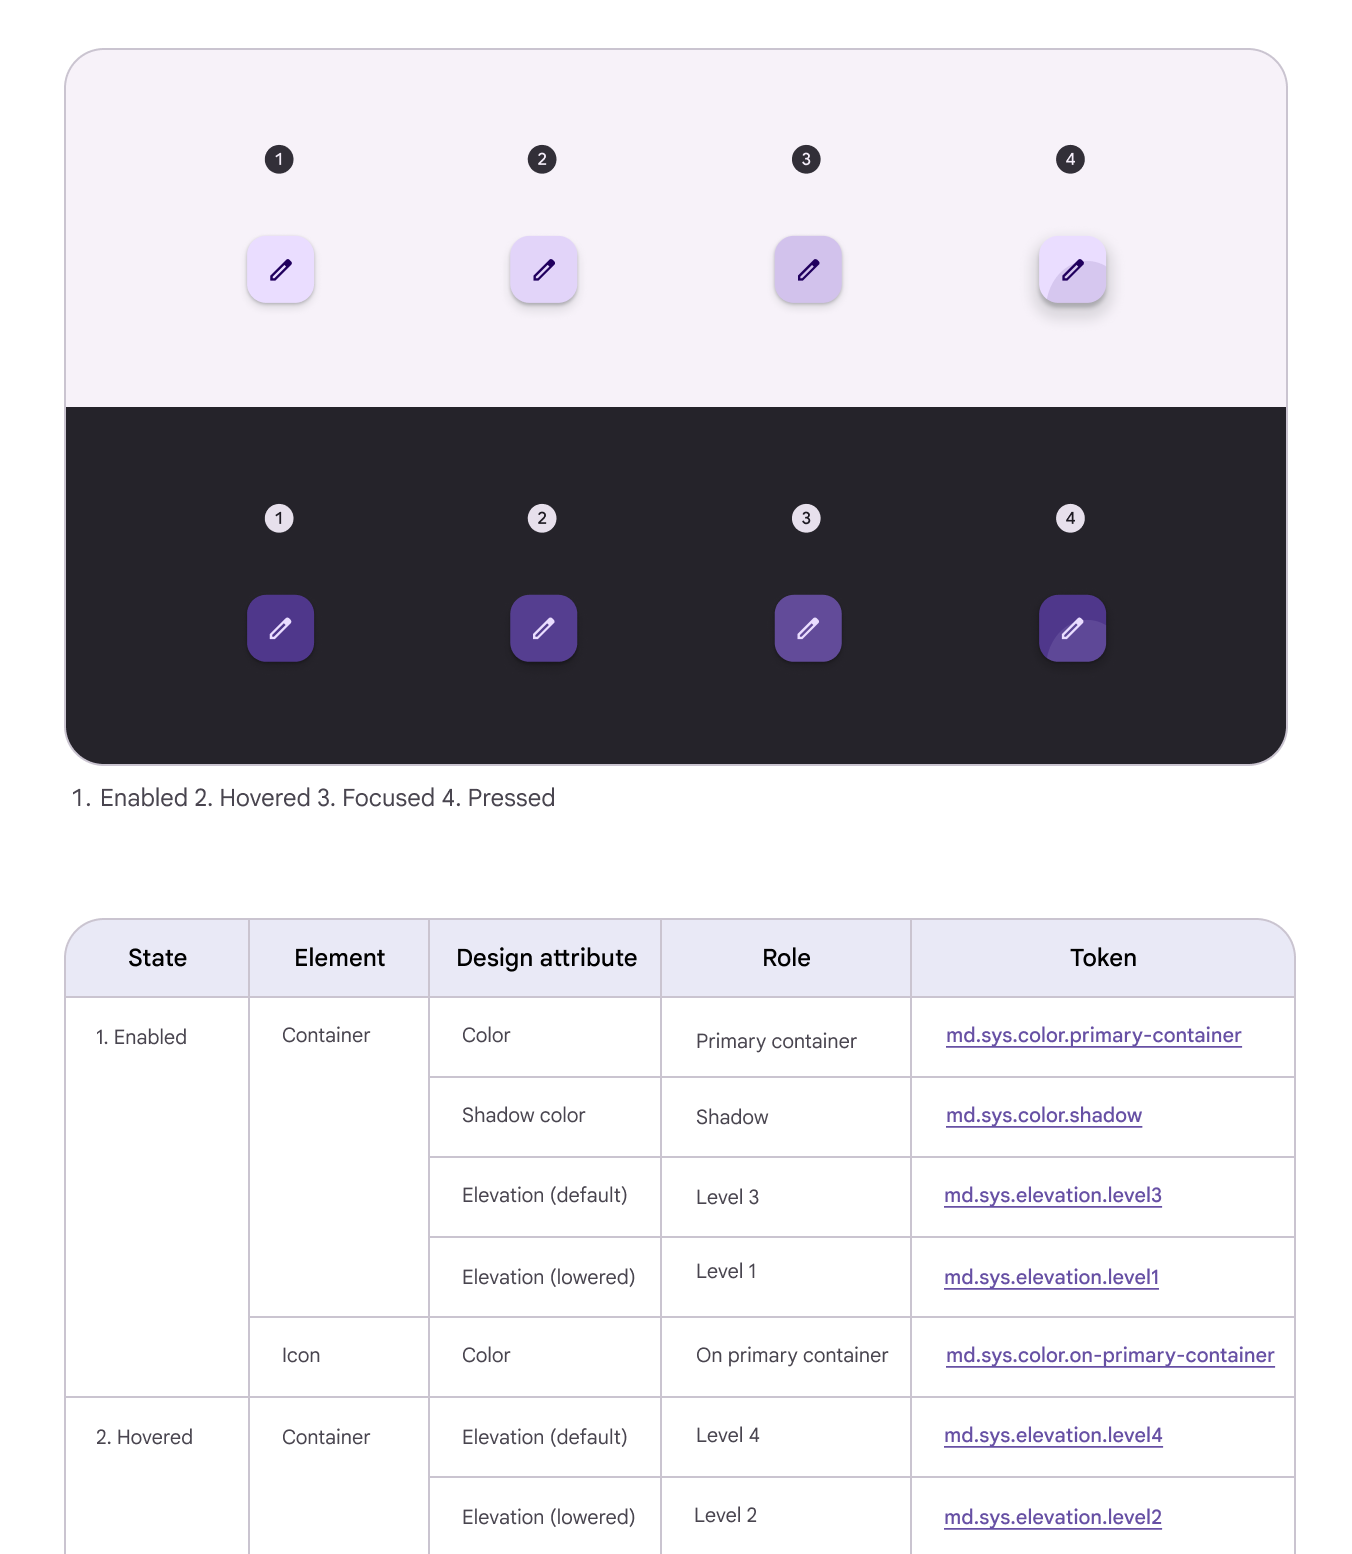 1 2 3 4
1 2 3 4
1. Enabled 2. Hovered 3. Focused 4. Pressed
State Element Design attribute Role Token
1. Enabled Container Color Primary container md.sys.color.primary-container
Shadow color Shadow md.sys.color.shadow
Elevation (default) Level 3 md.sys.elevation.level3
Elevation (lowered) Level 1 md.sys.elevation.level1
Icon Color On primary container md.sys.color.on-primary-container
2. Hovered Container Elevation (default) Level 4 md.sys.elevation.level4
Elevation (lowered) Level 2 md.sys.elevation.level2